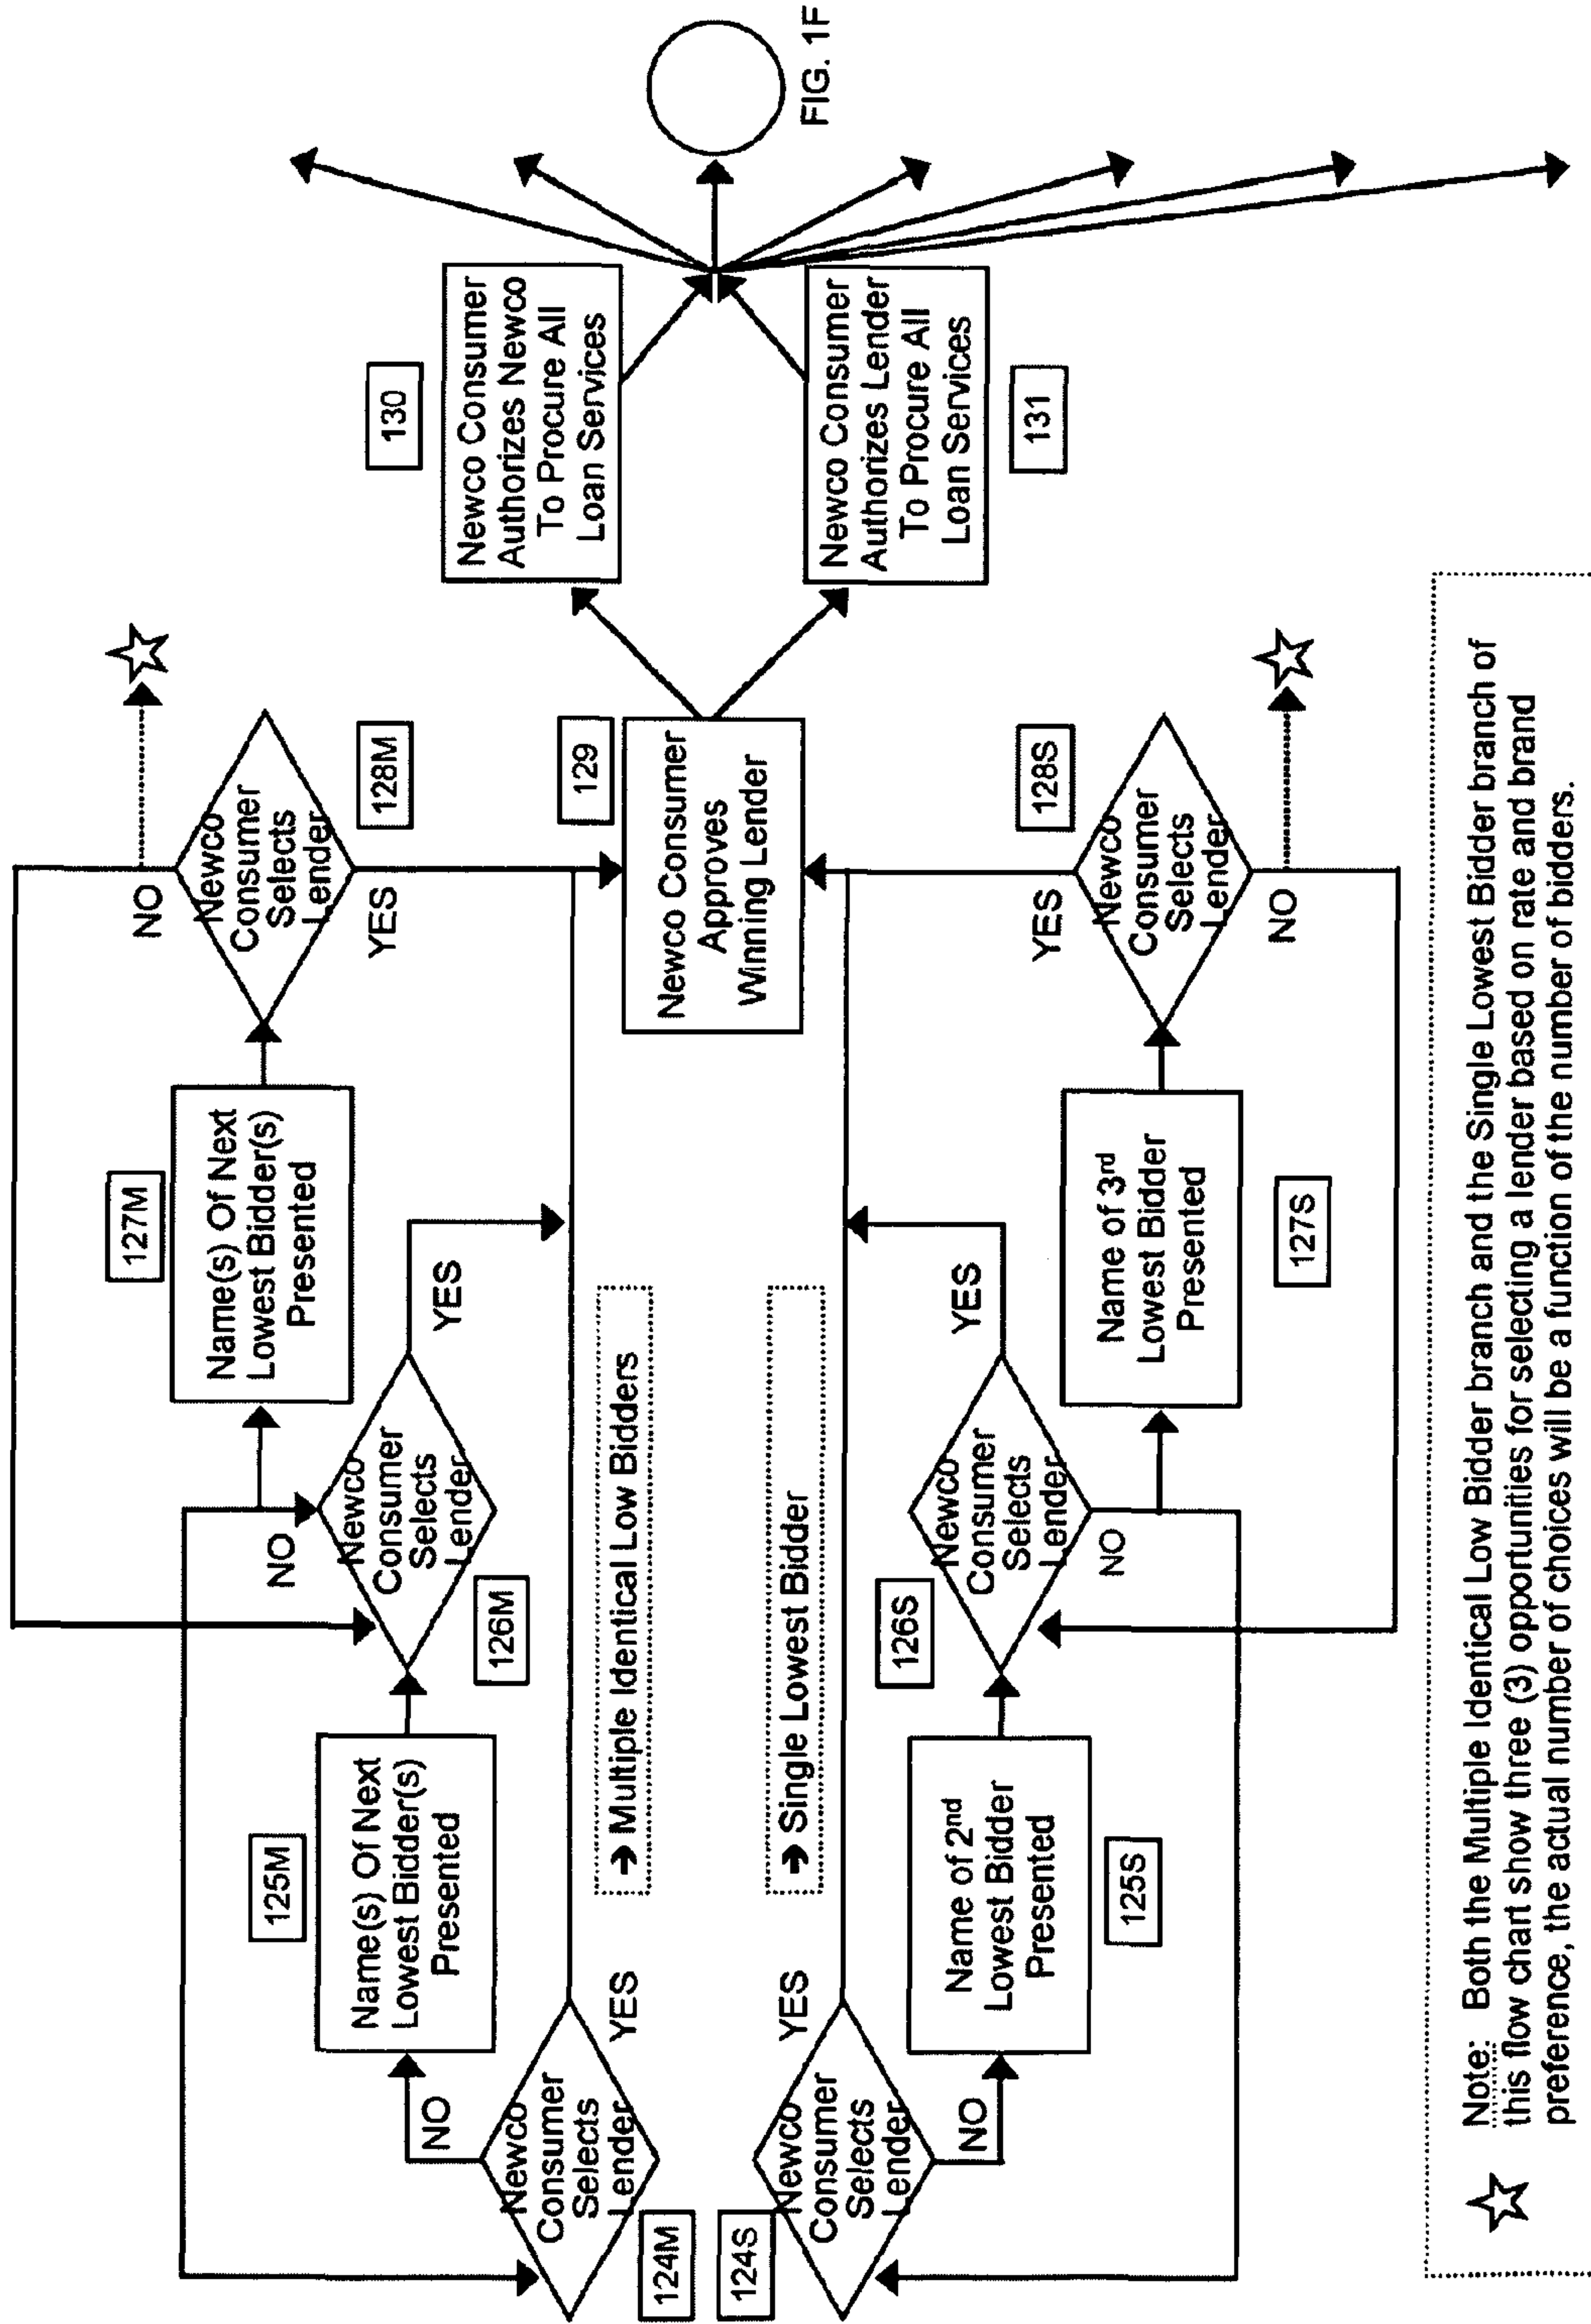 124M
Newco
Consumer
Selects
Lender
NO
YES
125M
Name(s) Of Next
Lowest Bidder(s)
Presented
126M
Newco
Consumer
Selects
Lender
NO
YES
127M
Name(s) Of Next
Lowest Bidder(s)
Presented
Newco
Consumer
Selects
Lender
128M
NO
YES
➔ Multiple Identical Low Bidders
129
Newco Consumer
Approves
Winning Lender
130
Newco Consumer
Authorizes Newco
To Procure All
Loan Services
Newco Consumer
Authorizes Lender
To Procure All
Loan Services
131
FIG. 1F
➔ Single Lowest Bidder
124S
Newco
Consumer
Selects
Lender
YES
NO
Name of 2nd
Lowest Bidder
Presented
125S
126S
Newco
Consumer
Selects
Lender
YES
NO
Name of 3rd
Lowest Bidder
Presented
127S
128S
Newco
Consumer
Selects
Lender
YES
NO
Note: Both the Multiple Identical Low Bidder branch and the Single Lowest Bidder branch of
this flow chart show three (3) opportunities for selecting a lender based on rate and brand
preference, the actual number of choices will be a function of the number of bidders.